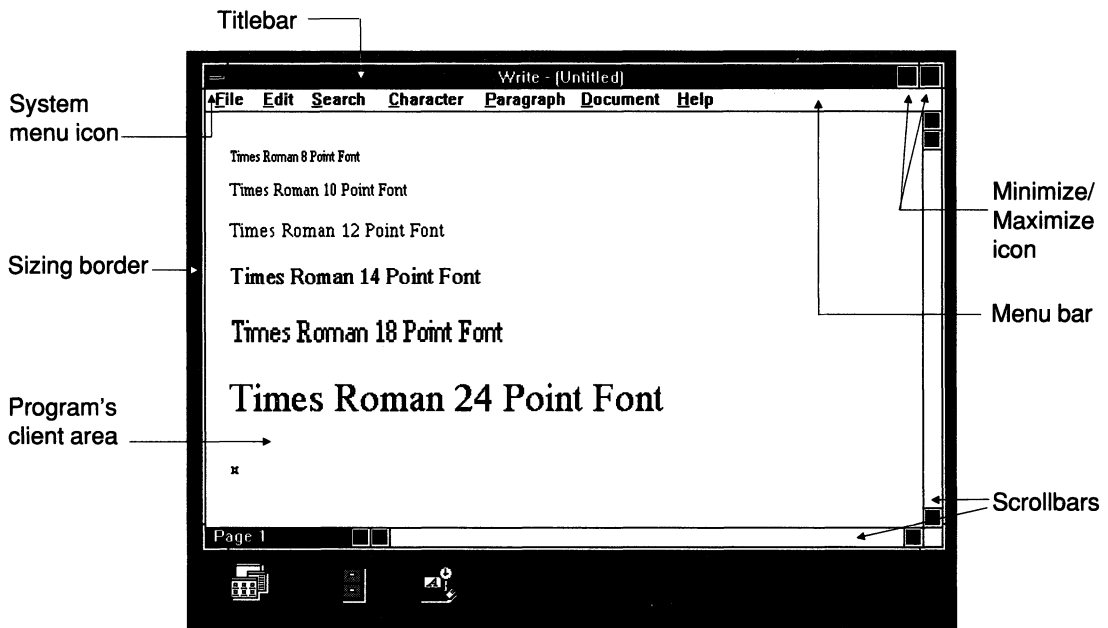 Titlebar
Write - (Untitled)
System
menu icon
File Edit Search Character Paragraph Document Help
Times Roman 8 Point Font
Times Roman 10 Point Font
Times Roman 12 Point Font
Sizing border
Times Roman 14 Point Font
Times Roman 18 Point Font
Times Roman 24 Point Font
Program's
client area
Minimize/
Maximize
icon
Menu bar
Scrollbars
Page 1